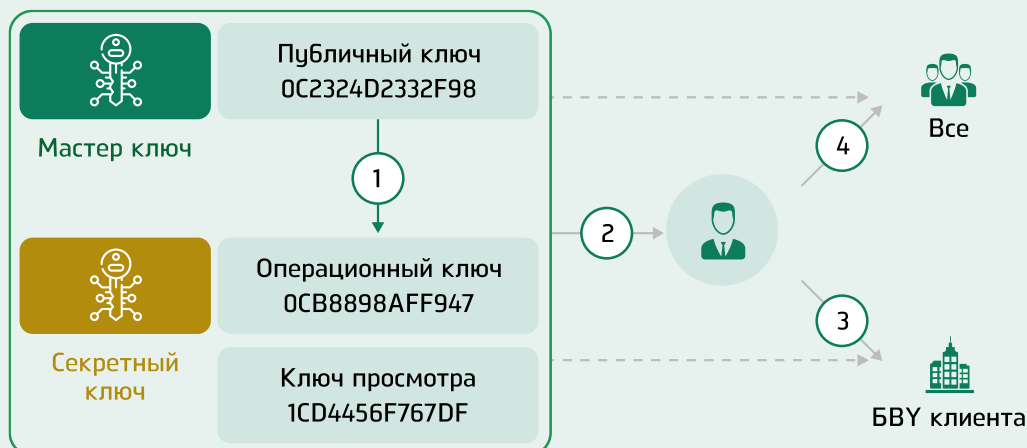 Публичный ключ
0C2324D2332F98
Мастер ключ
1
2
3
4
Все
Операционный ключ
0CB8898AFF947
Секретный
ключ
Ключ просмотра
1CD4456F767DF
БВУ клиента